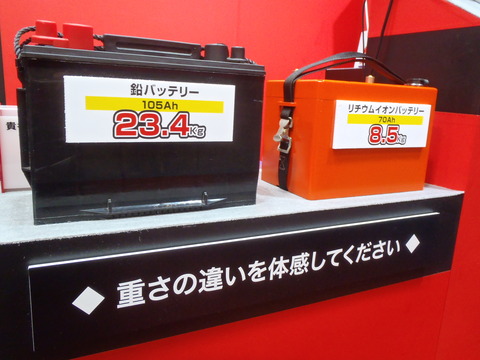 鉛バッテリー
105Ah
23.4Kg
リチウムイオンバッテリー
70Ah
8.5Kg
◆ 重さの違いを体感してください ◆